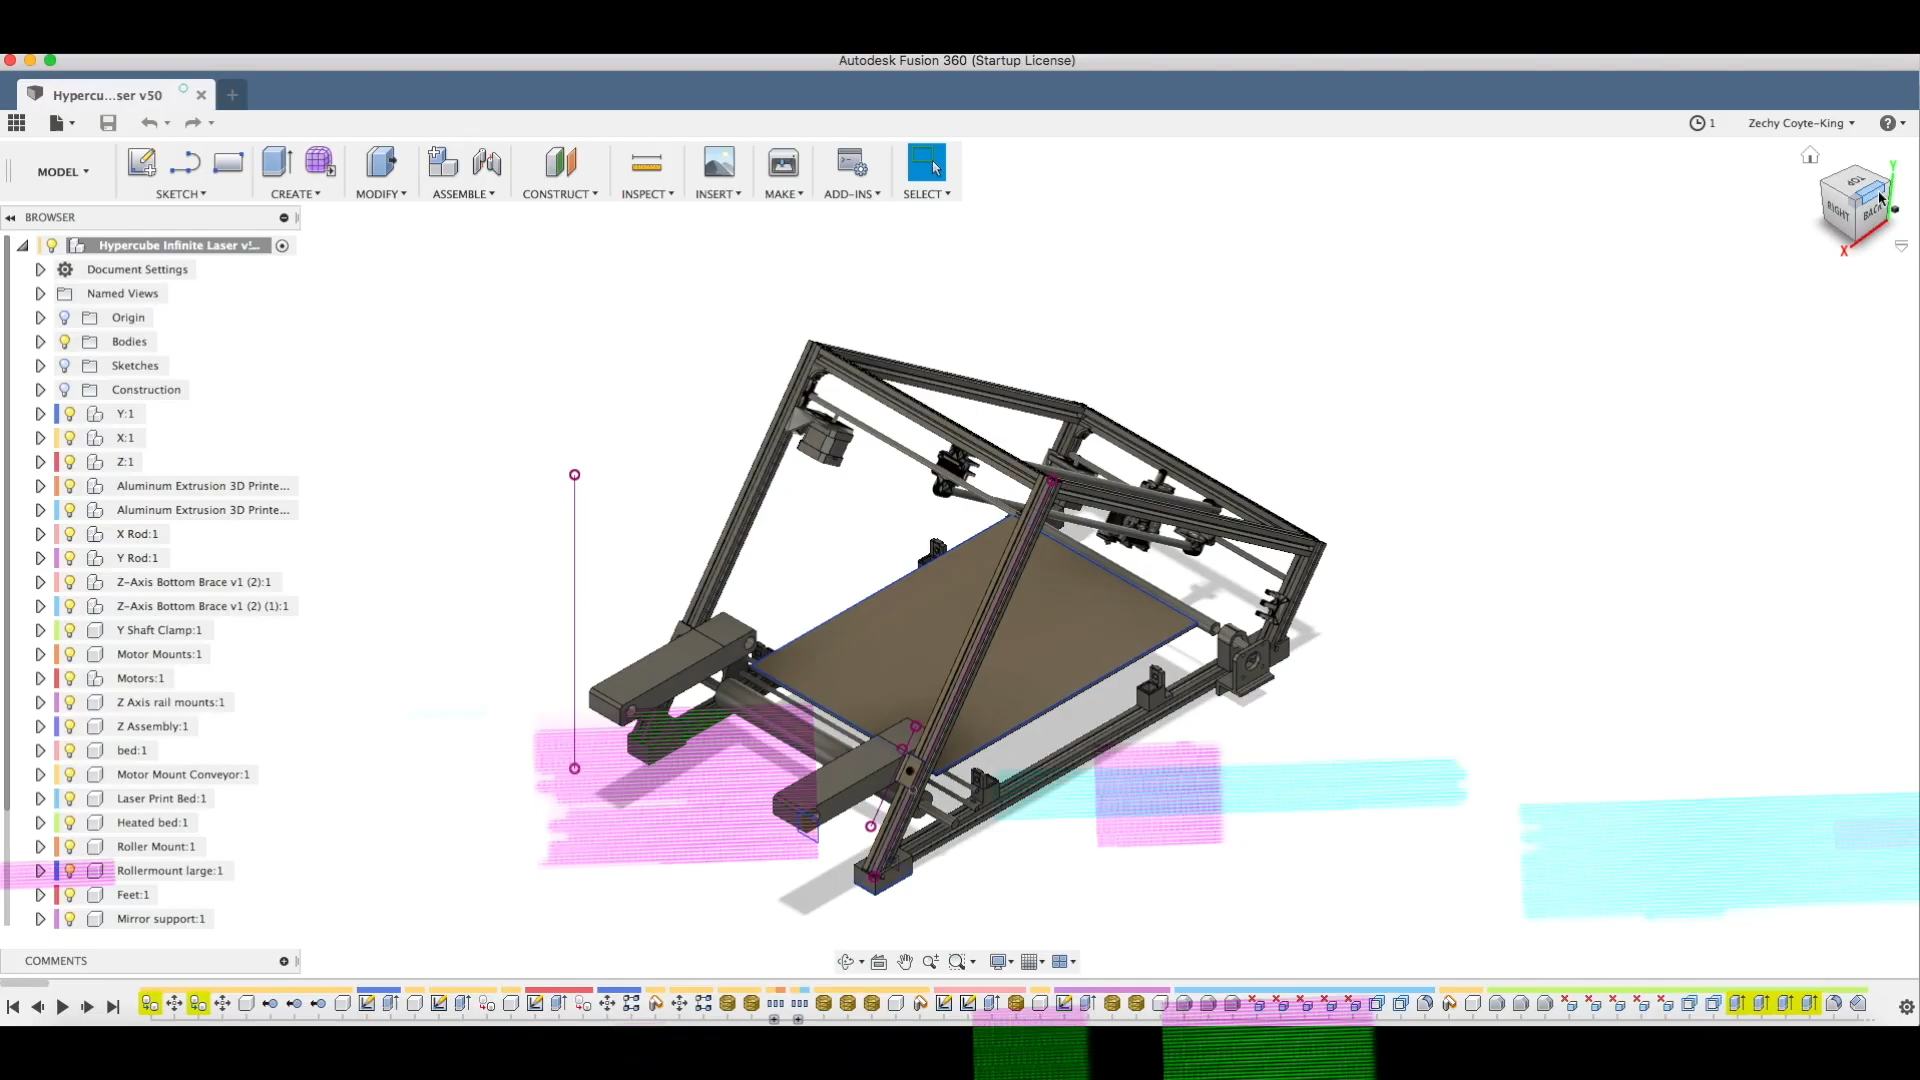 Autodesk Fusion 360 (Startup License)
Hypercu...ser v50
1
Zechy Coyte-King
MODEL
SKETCH
CREATE
MODIFY
ASSEMBLE
CONSTRUCT
INSPECT
INSERT
MAKE
ADD-INS
SELECT
TOP
RIGHT
BACK
Y
X
BROWSER
Hypercube Infinite Laser v!...
Document Settings
Named Views
Origin
Bodies
Sketches
Construction
Y:1
X:1
Z:1
Aluminum Extrusion 3D Printe...
Aluminum Extrusion 3D Printe...
X Rod:1
Y Rod:1
Z-Axis Bottom Brace v1 (2):1
Z-Axis Bottom Brace v1 (2) (1):1
Y Shaft Clamp:1
Motor Mounts:1
Motors:1
Z Axis rail mounts:1
Z Assembly:1
bed:1
Motor Mount Conveyor:1
Laser Print Bed:1
Heated bed:1
Roller Mount:1
Rollermount large:1
Feet:1
Mirror support:1
COMMENTS